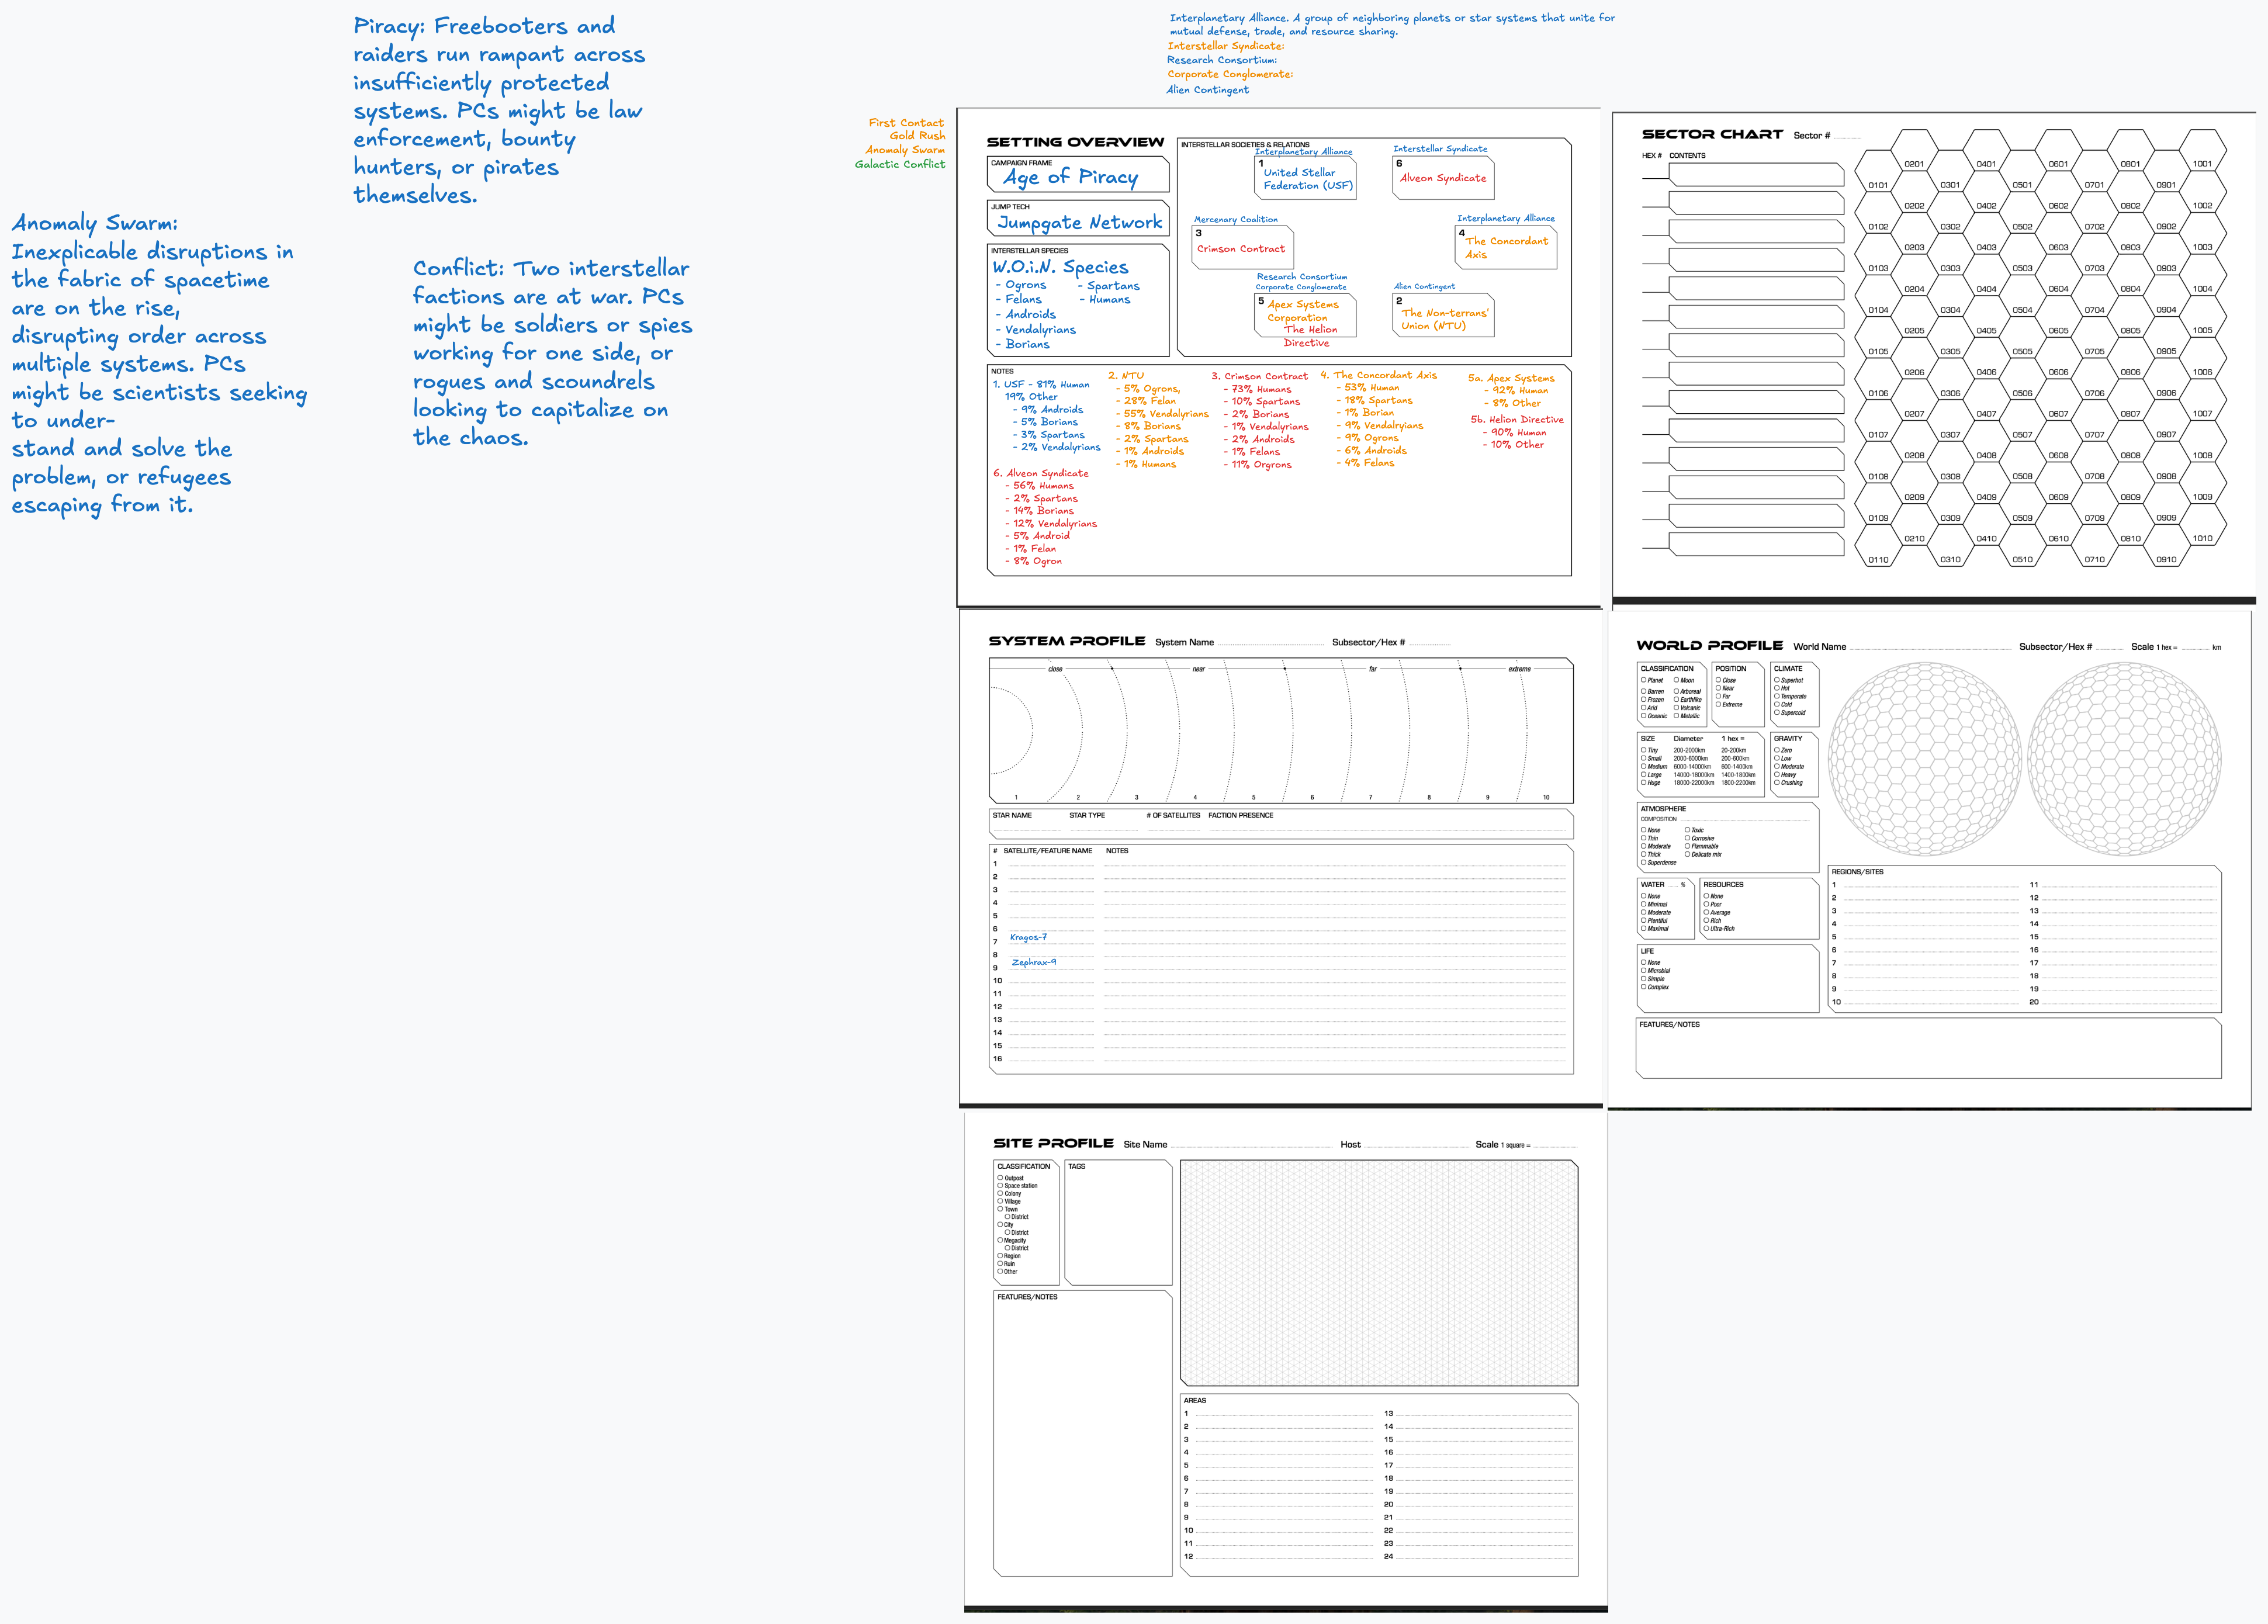 Piracy: Freebooters and
raiders run rampant across
insufficiently protected
systems. PCs might be law
enforcement, bounty
hunters, or pirates
themselves.
Anomaly Swarm:
Inexplicable disruptions in
the fabric of spacetime
are on the rise,
disrupting order across
multiple systems. PCs
might be scientists seeking
to under-
stand and solve the
problem, or refugees
escaping from it.
Conflict: Two interstellar
factions are at war. PCs
might be soldiers or spies
working for one side, or
rogues and scoundrels
looking to capitalize on
the chaos.
First Contact
Gold Rush
Anomaly Swarm
Galactic Conflict
Interplanetary Alliance. A group of neighboring planets or star systems that unite for
mutual defense, trade, and resource sharing.
Interstellar Syndicate:
Research Consortium:
Corporate Conglomerate:
Alien Contingent
SETTING OVERVIEW
CAMPAIGN FRAME
Age of Piracy
JUMP TECH
Jumpgate Network
INTERSTELLAR SPECIES
W.O.i.N. Species
- Ogrons
- Felans
- Androids
- Vendalyrians
- Borians
- Spartans
- Humans
INTERSTELLAR SOCIETIES & RELATIONS
Interplanetary Alliance
1
United Stellar
Federation (USF)
Interstellar Syndicate
6
Alveon Syndicate
Mercenary Coalition
3
Crimson Contract
Interplanetary Alliance
4
The Concordant
Axis
Research Consortium
Corporate Conglomerate
5 Apex Systems
Corporation
The Helion
Directive
Alien Contingent
2
The Non-terrans'
Union (NTU)
NOTES
1. USF - 81% Human
19% Other
- 9% Androids
- 5% Borians
- 3% Spartans
- 2% Vendalyrians
2. NTU
- 5% Ogrons,
- 28% Felan
- 55% Vendalyrians
- 8% Borians
- 2% Spartans
- 1% Androids
- 1% Humans
3. Crimson Contract
- 73% Humans
- 10% Spartans
- 2% Borians
- 1% Vendalyrians
- 2% Androids
- 1% Felans
- 11% Orgrons
4. The Concordant Axis
- 53% Human
- 18% Spartans
- 1% Borian
- 9% Vendalryians
- 9% Ogrons
- 6% Androids
- 4% Felans
5a. Apex Systems
- 92% Human
- 8% Other
5b. Helion Directive
- 90% Human
- 10% Other
6. Alveon Syndicate
- 56% Humans
- 2% Spartans
- 14% Borians
- 12% Vendalyrians
- 5% Android
- 1% Felan
- 8% Ogron
SECTOR CHART Sector #
HEX # CONTENTS
0201 0401 0601 0801 1001
0101 0301 0501 0701 0901
0202 0402 0602 0802 1002
0102 0302 0502 0702 0902
0203 0403 0603 0803 1003
0103 0303 0503 0703 0903
0204 0404 0604 0804 1004
0104 0304 0504 0704 0904
0205 0405 0605 0805 1005
0105 0305 0505 0705 0905
0206 0406 0606 0806 1006
0106 0306 0506 0706 0906
0207 0407 0607 0807 1007
0107 0307 0507 0707 0907
0208 0408 0608 0808 1008
0108 0308 0508 0708 0908
0209 0409 0609 0809 1009
0109 0309 0509 0709 0909
0210 0410 0610 0810 1010
0110 0310 0510 0710 0910
SYSTEM PROFILE System Name Subsector/Hex #
close near far extreme
1 2 3 4 5 6 7 8 9 10
STAR NAME STAR TYPE # OF SATELLITES FACTION PRESENCE
# SATELLITE/FEATURE NAME NOTES
1
2
3
4
5
6
7 Kragos-7
8
9 Zephrax-9
10
11
12
13
14
15
16
WORLD PROFILE World Name Subsector/Hex # Scale 1 hex = km
CLASSIFICATION
Planet Moon
Barren Arboreal
Frozen Earthlike
Arid Volcanic
Oceanic Metallic
POSITION
Close
Near
Far
Extreme
CLIMATE
Superhot
Hot
Temperate
Cold
Supercold
SIZE Diameter 1 hex =
Tiny 200-2000km 20-200km
Small 2000-6000km 200-600km
Medium 6000-14000km 600-1400km
Large 14000-18000km 1400-1800km
Huge 18000-22000km 1800-2200km
GRAVITY
Zero
Low
Moderate
Heavy
Crushing
ATMOSPHERE
COMPOSITION
None Toxic
Thin Corrosive
Moderate Flammable
Thick Delicate mix
Superdense
WATER %
None
Minimal
Moderate
Plentiful
Maximal
RESOURCES
None
Poor
Average
Rich
Ultra-Rich
LIFE
None
Microbial
Simple
Complex
REGIONS/SITES
1 11
2 12
3 13
4 14
5 15
6 16
7 17
8 18
9 19
10 20
FEATURES/NOTES
SITE PROFILE Site Name Host Scale 1 square =
CLASSIFICATION
Outpost
Space station
Colony
Village
Town
District
City
District
Megacity
District
Region
Ruin
Other
TAGS
FEATURES/NOTES
AREAS
1 13
2 14
3 15
4 16
5 17
6 18
7 19
8 20
9 21
10 22
11 23
12 24